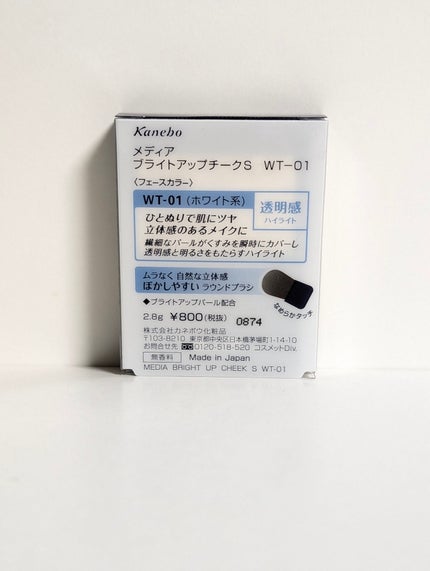 Kanebo
メディア
ブライトアップチークS WT-01
〈フェースカラー〉
WT-01 (ホワイト系)
透明感
ハイライト
ひとぬりで肌にツヤ
立体感のあるメイクに
繊細なパールがくすみを瞬時にカバーし
透明感と明るさをもたらすハイライト
ムラなく 自然な立体感
ぼかしやすい ラウンドブラシ
なめらかタッチ
◆ブライトアップパール配合
2.8g ¥800(税抜) 0874
株式会社カネボウ化粧品
〒103-8210 東京都中央区日本橋茅場町1-14-10
お問合せ先 0120-518-520 コスメットDiv.
無香料 Made in Japan
MEDIA BRIGHT UP CHEEK S WT-01